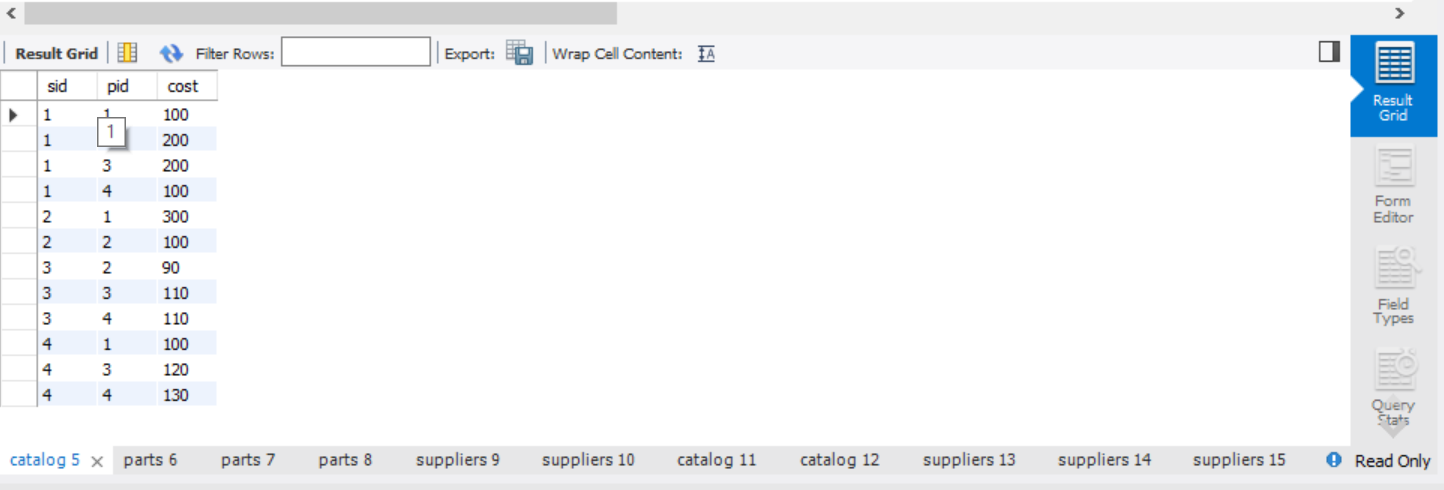 Result Grid Filter Rows: Export: Wrap Cell Content:
sid pid cost
1 1 100
1
1 200
1 3 200
1 4 100
2 1 300
2 2 100
3 2 90
3 3 110
3 4 110
4 1 100
4 3 120
4 4 130
Result
Grid
Form
Editor
Field
Types
Query
Stats
catalog 5 parts 6 parts 7 parts 8 suppliers 9 suppliers 10 catalog 11 catalog 12 suppliers 13 suppliers 14 suppliers 15 Read Only